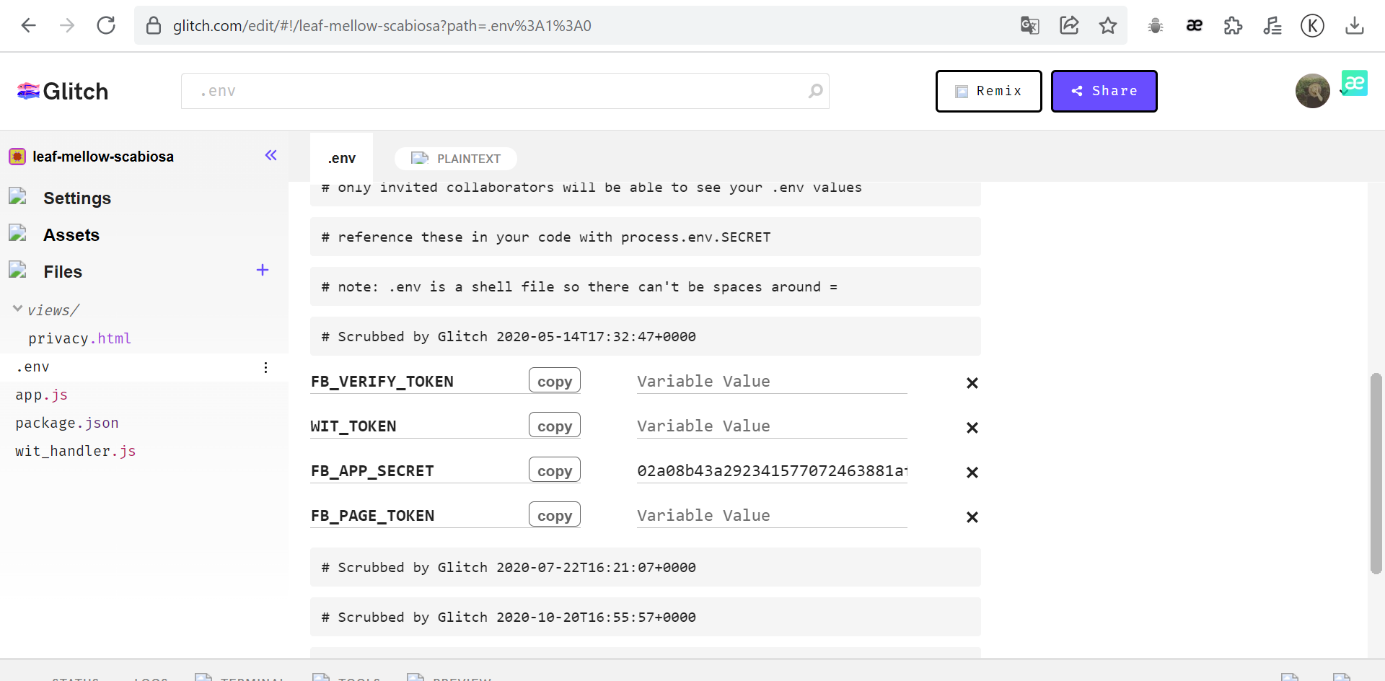 glitch.com/edit/#!/leaf-mellow-scabiosa?path=.env%3A1%3A0
æ
K
Glitch
.env
Remix
Share
æ
leaf-mellow-scabiosa
«
.env
PLAINTEXT
Settings
Assets
Files
+
views/
privacy.html
.env
app.js
package.json
wit_handler.js
# only invited collaborators will be able to see your .env values
# reference these in your code with process.env.SECRET
# note: .env is a shell file so there can't be spaces around =
# Scrubbed by Glitch 2020-05-14T17:32:47+0000
FB_VERIFY_TOKEN copy Variable Value ×
WIT_TOKEN copy Variable Value ×
FB_APP_SECRET copy 02a08b43a292341577072463881a ×
FB_PAGE_TOKEN copy Variable Value ×
# Scrubbed by Glitch 2020-07-22T16:21:07+0000
# Scrubbed by Glitch 2020-10-20T16:55:57+0000
STATUS LOGS TERMINAL TOOLS PREVIEW